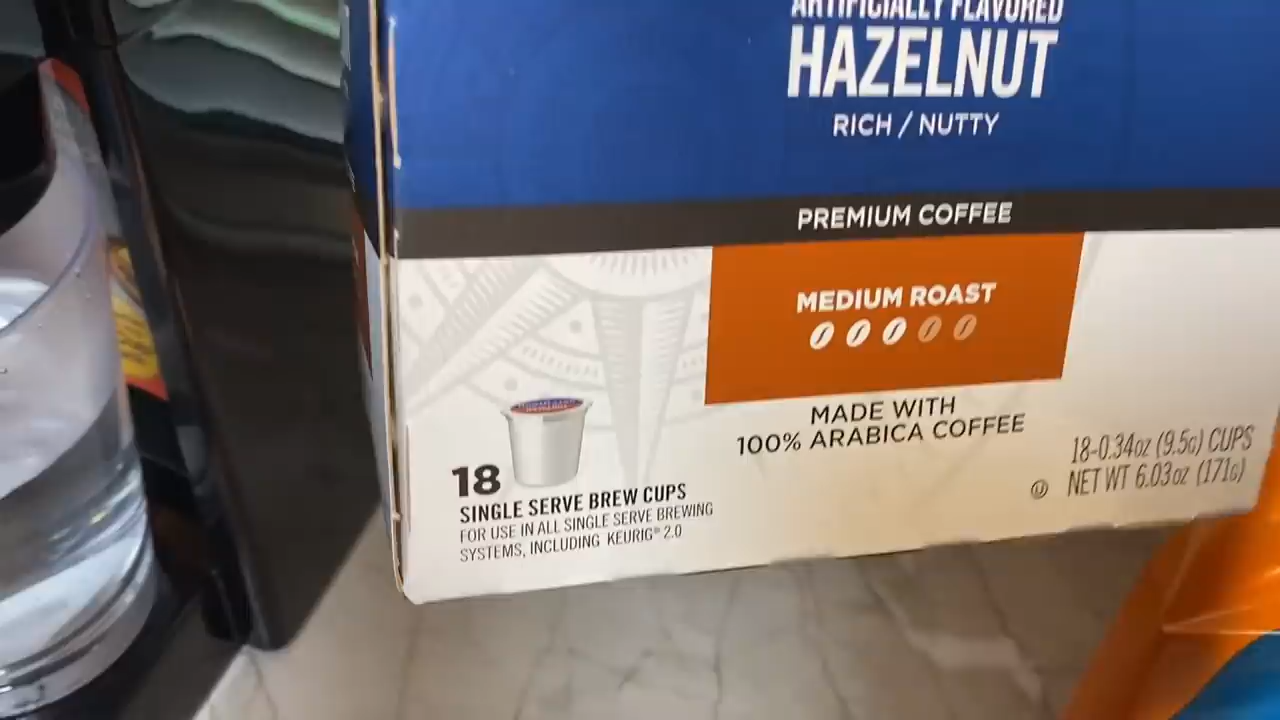 ARTIFICIALLY FLAVORED
HAZELNUT
RICH / NUTTY
PREMIUM COFFEE
MEDIUM ROAST
MADE WITH
100% ARABICA COFFEE
18
SINGLE SERVE BREW CUPS
FOR USE IN ALL SINGLE SERVE BREWING
SYSTEMS, INCLUDING KEURIG® 2.0
18-0.34oz (9.5G) CUPS
U NET WT 6.03oz (171G)